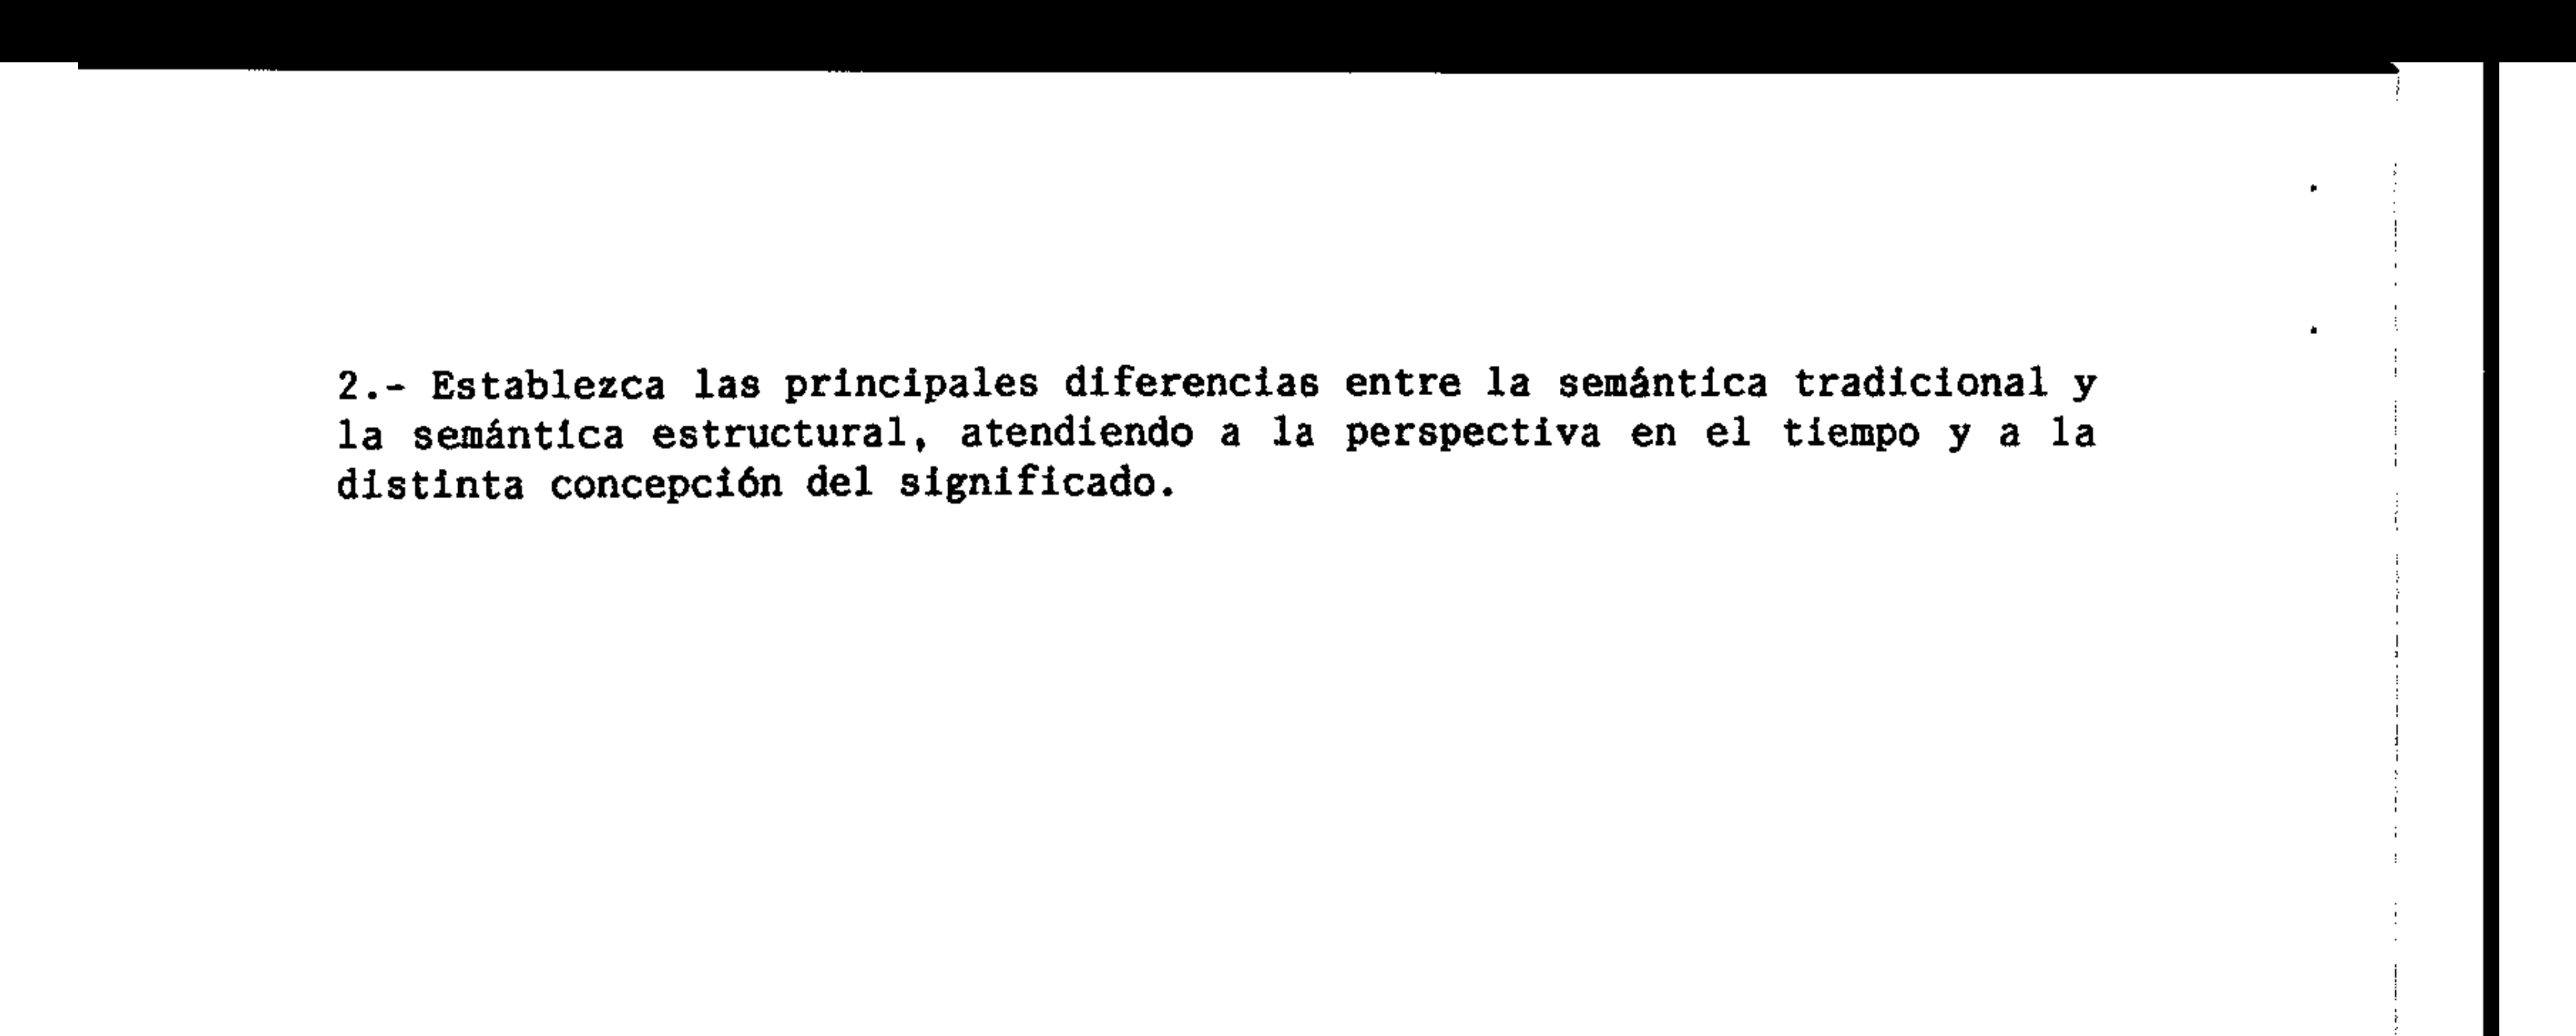 2.- Establezca las principales diferencias entre la semántica tradicional y
la semántica estructural, atendiendo a la perspectiva en el tiempo y a la
distinta concepción del significado.